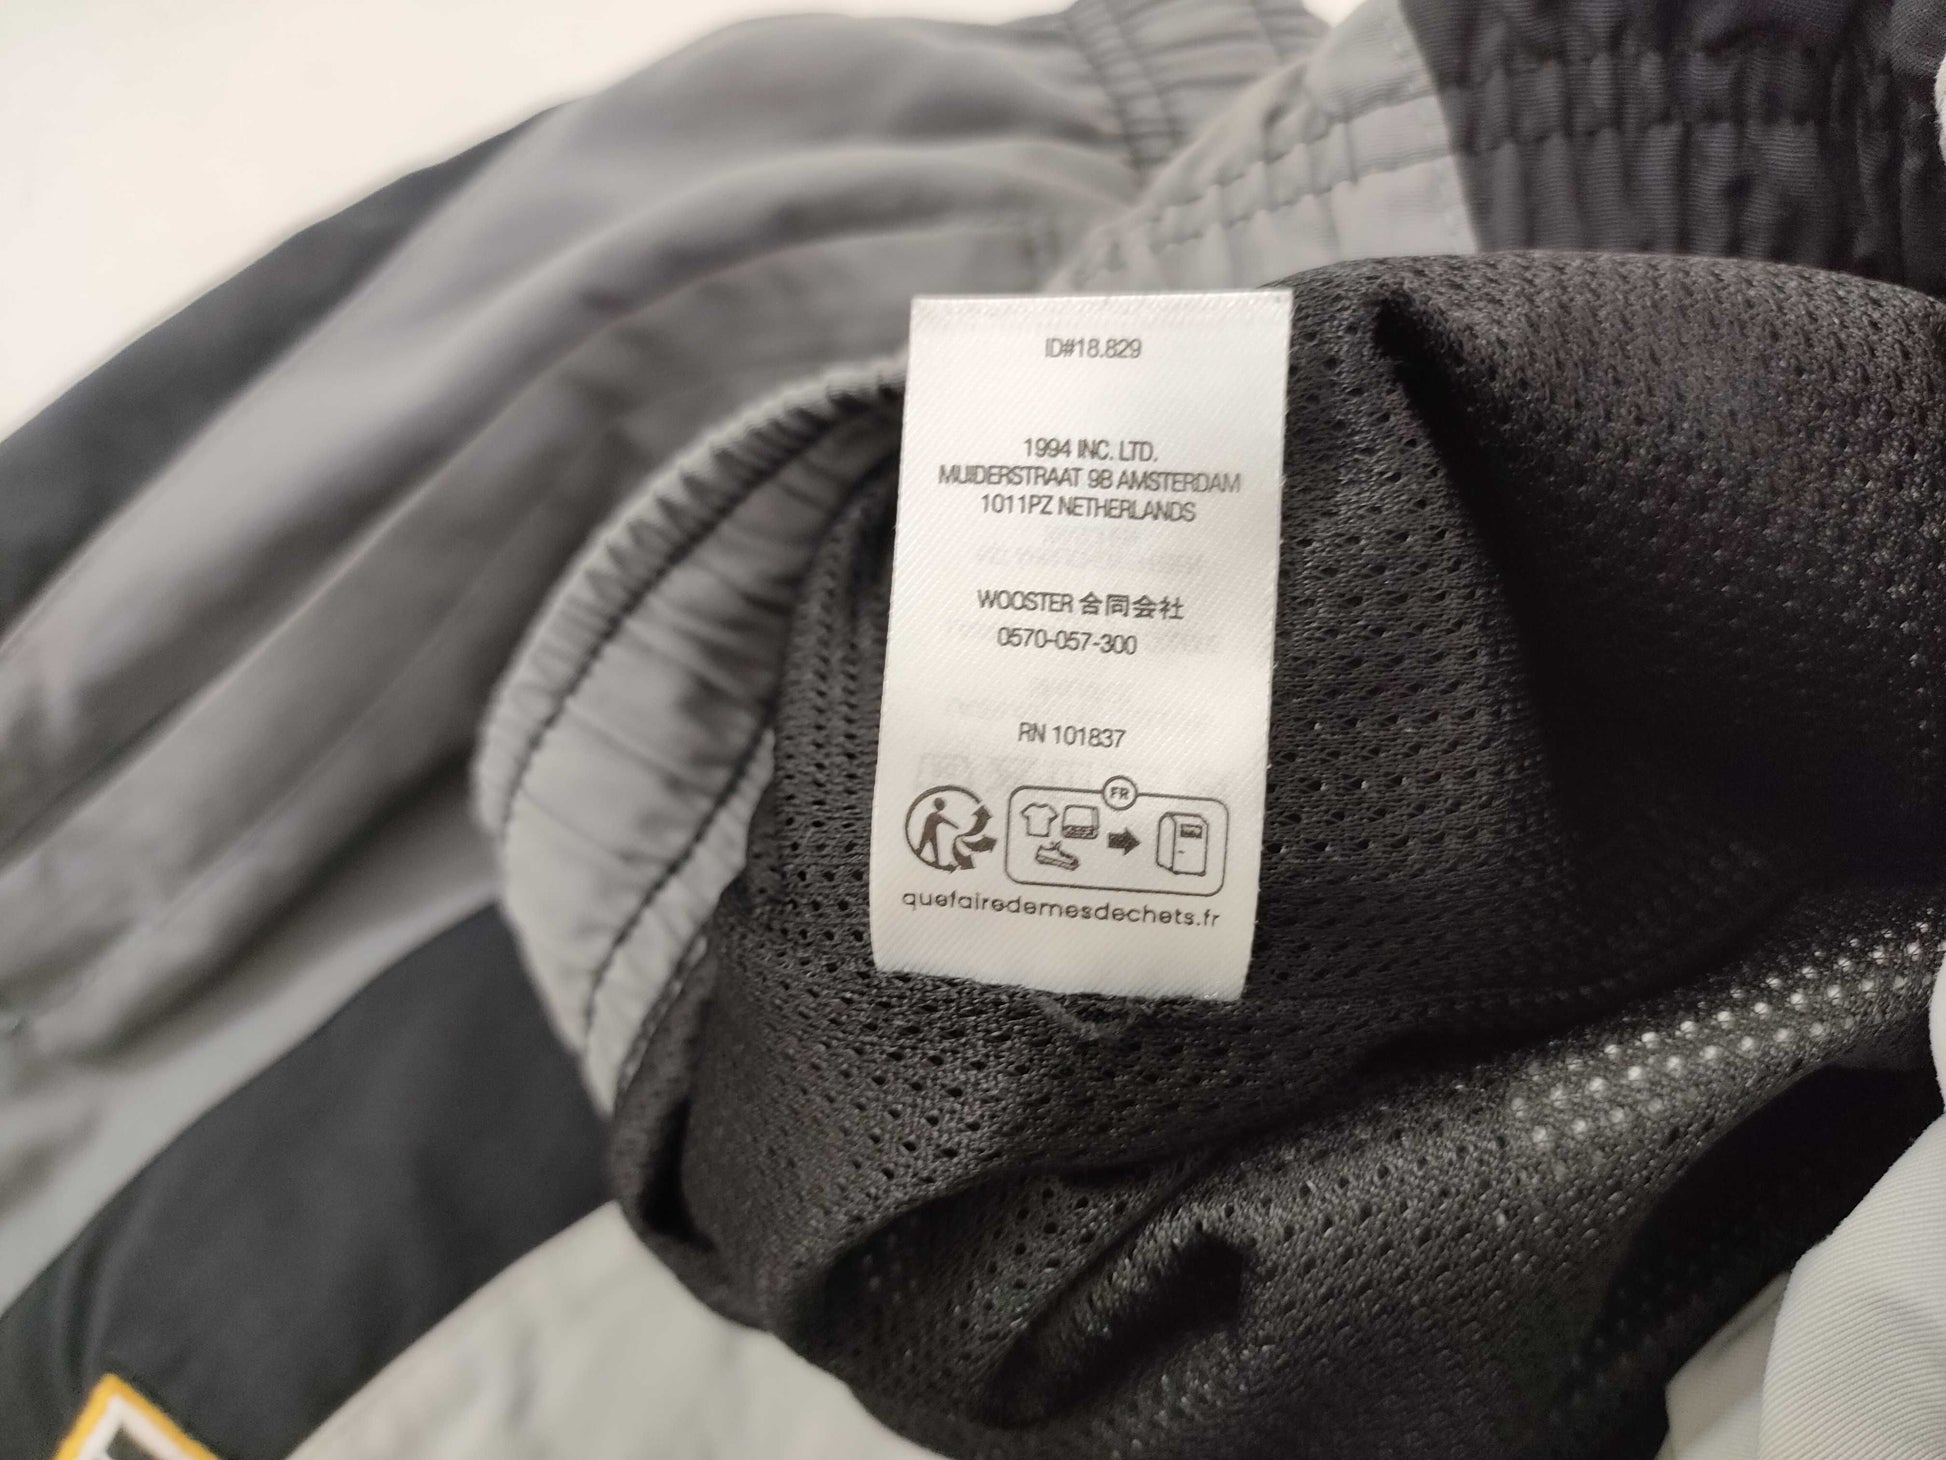 ID#18.829
1994 INC. LTD.
MUIDERSTRAAT 9B AMSTERDAM
1011PZ NETHERLANDS
WOOSTER 合同会社
0570-057-300
RN 101837
FR
quefairedemesdechets.fr